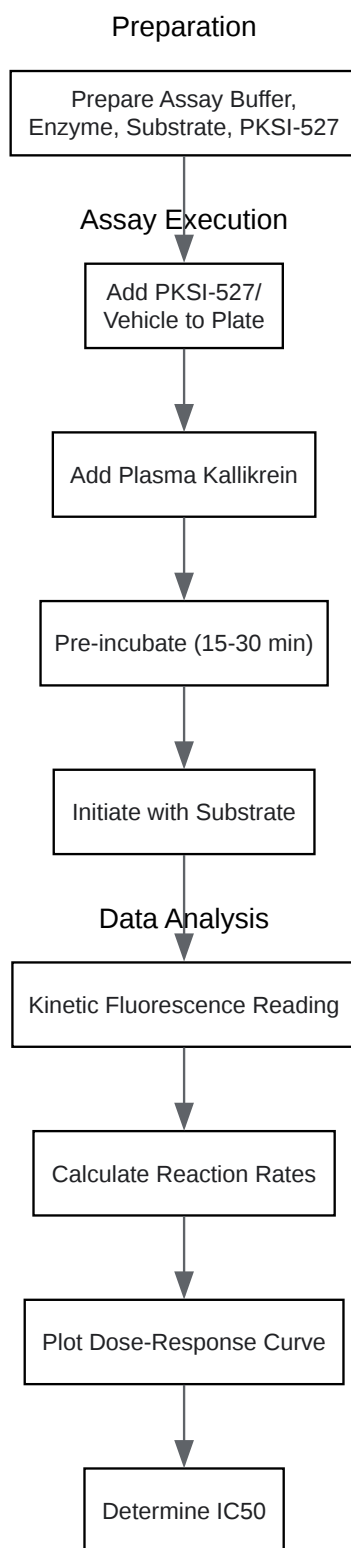 Preparation
Prepare Assay Buffer,
Enzyme, Substrate, PKSI-527
Assay Execution
Add PKSI-527/
Vehicle to Plate
Add Plasma Kallikrein
Pre-incubate (15-30 min)
Initiate with Substrate
Data Analysis
Kinetic Fluorescence Reading
Calculate Reaction Rates
Plot Dose-Response Curve
Determine IC50